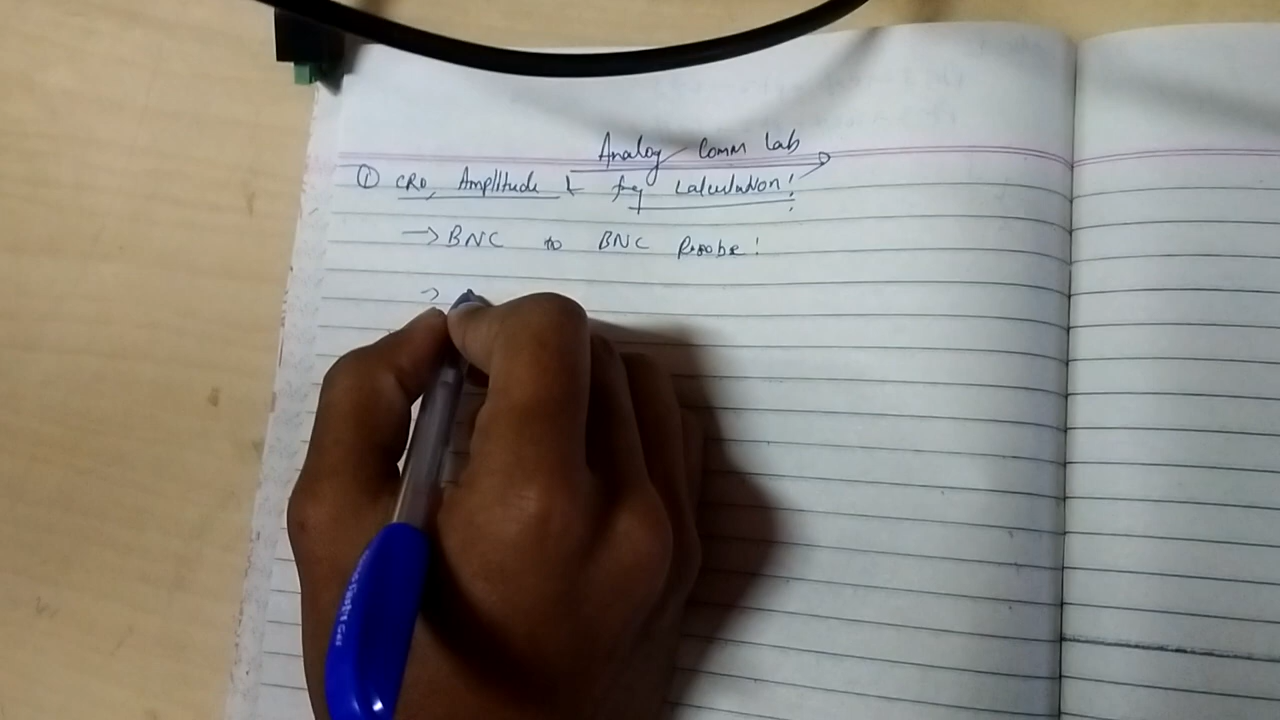 Analog Comm Lab
① CRO, Amplitude & freq Calculation!
→ BNC to BNC Probe!
→